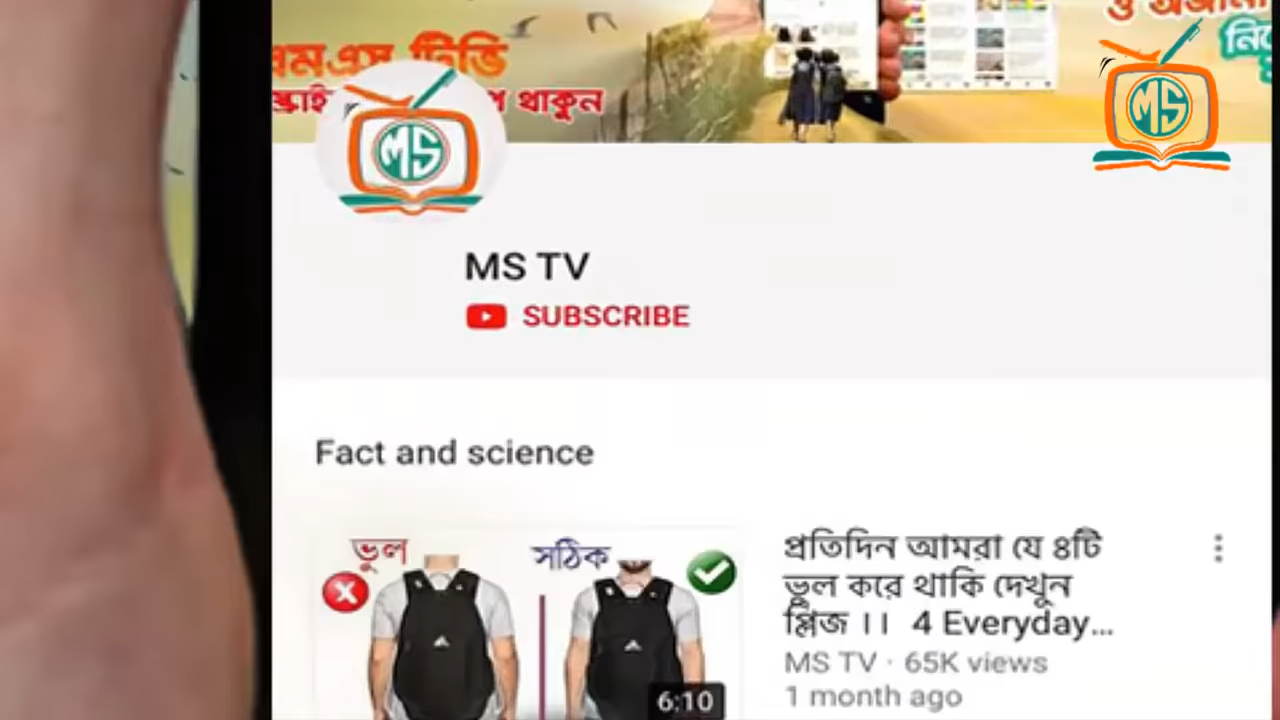 টিভি
থাকুন
MS
MS
MS TV
SUBSCRIBE
Fact and science
ভুল
সঠিক
প্রতিদিন আমরা যে ৪টি
ভুল করে থাকি দেখুন
প্লিজ ।। 4 Everyday...
MS TV · 65K views
1 month ago
6:10